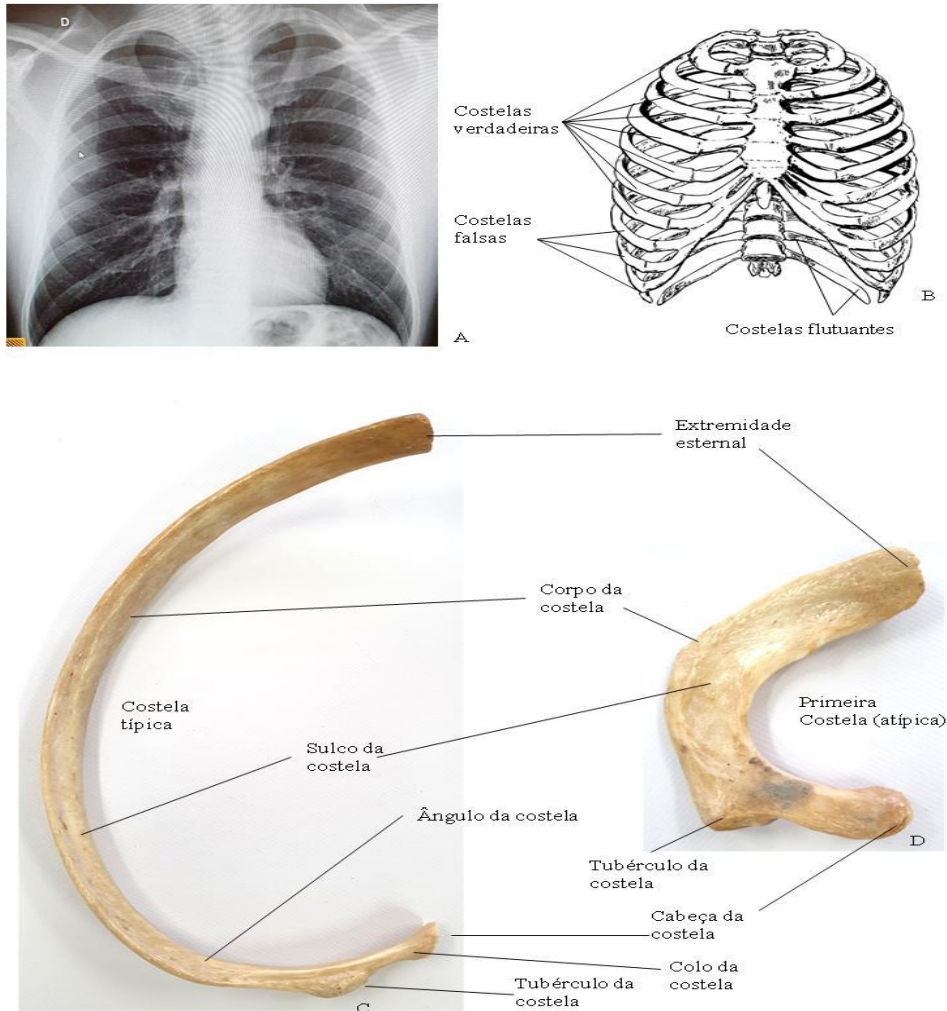 D
Costelas
verdadeiras
Costelas
falsas
B
Costelas flutuantes
A
Extremidade
esternal
Corpo da
costela
Costela
típica
Primeira
Costela (atípica)
Sulco da
costela
Ângulo da costela
D
Tubérculo da
costela
Cabeça da
costela
Colo da
costela
Tubérculo da
costela
C